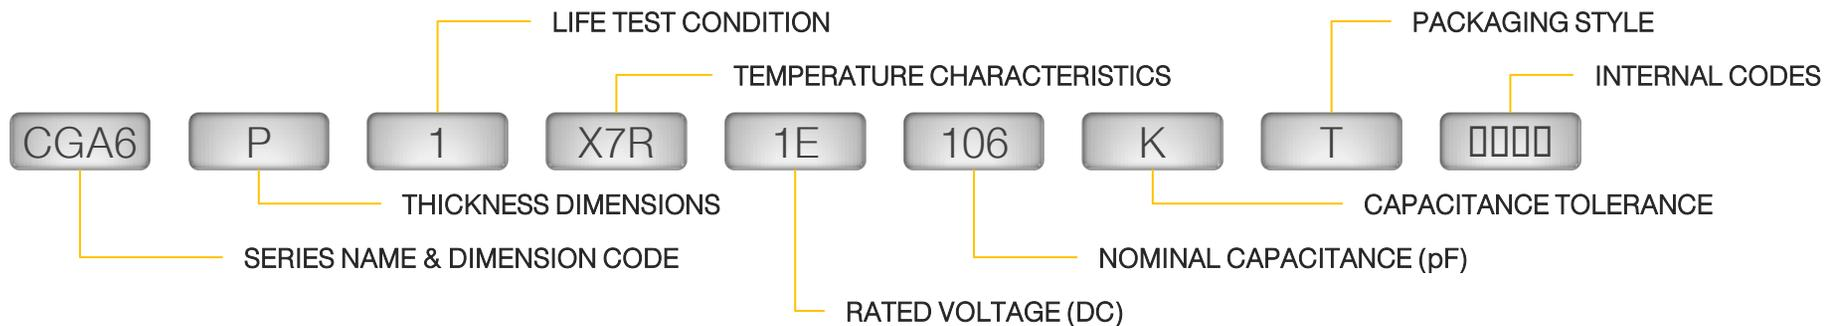 LIFE TEST CONDITION
PACKAGING STYLE
TEMPERATURE CHARACTERISTICS
INTERNAL CODES
CGA6 P 1 X7R 1E 106 K T □□□□
THICKNESS DIMENSIONS
CAPACITANCE TOLERANCE
SERIES NAME & DIMENSION CODE
NOMINAL CAPACITANCE (pF)
RATED VOLTAGE (DC)